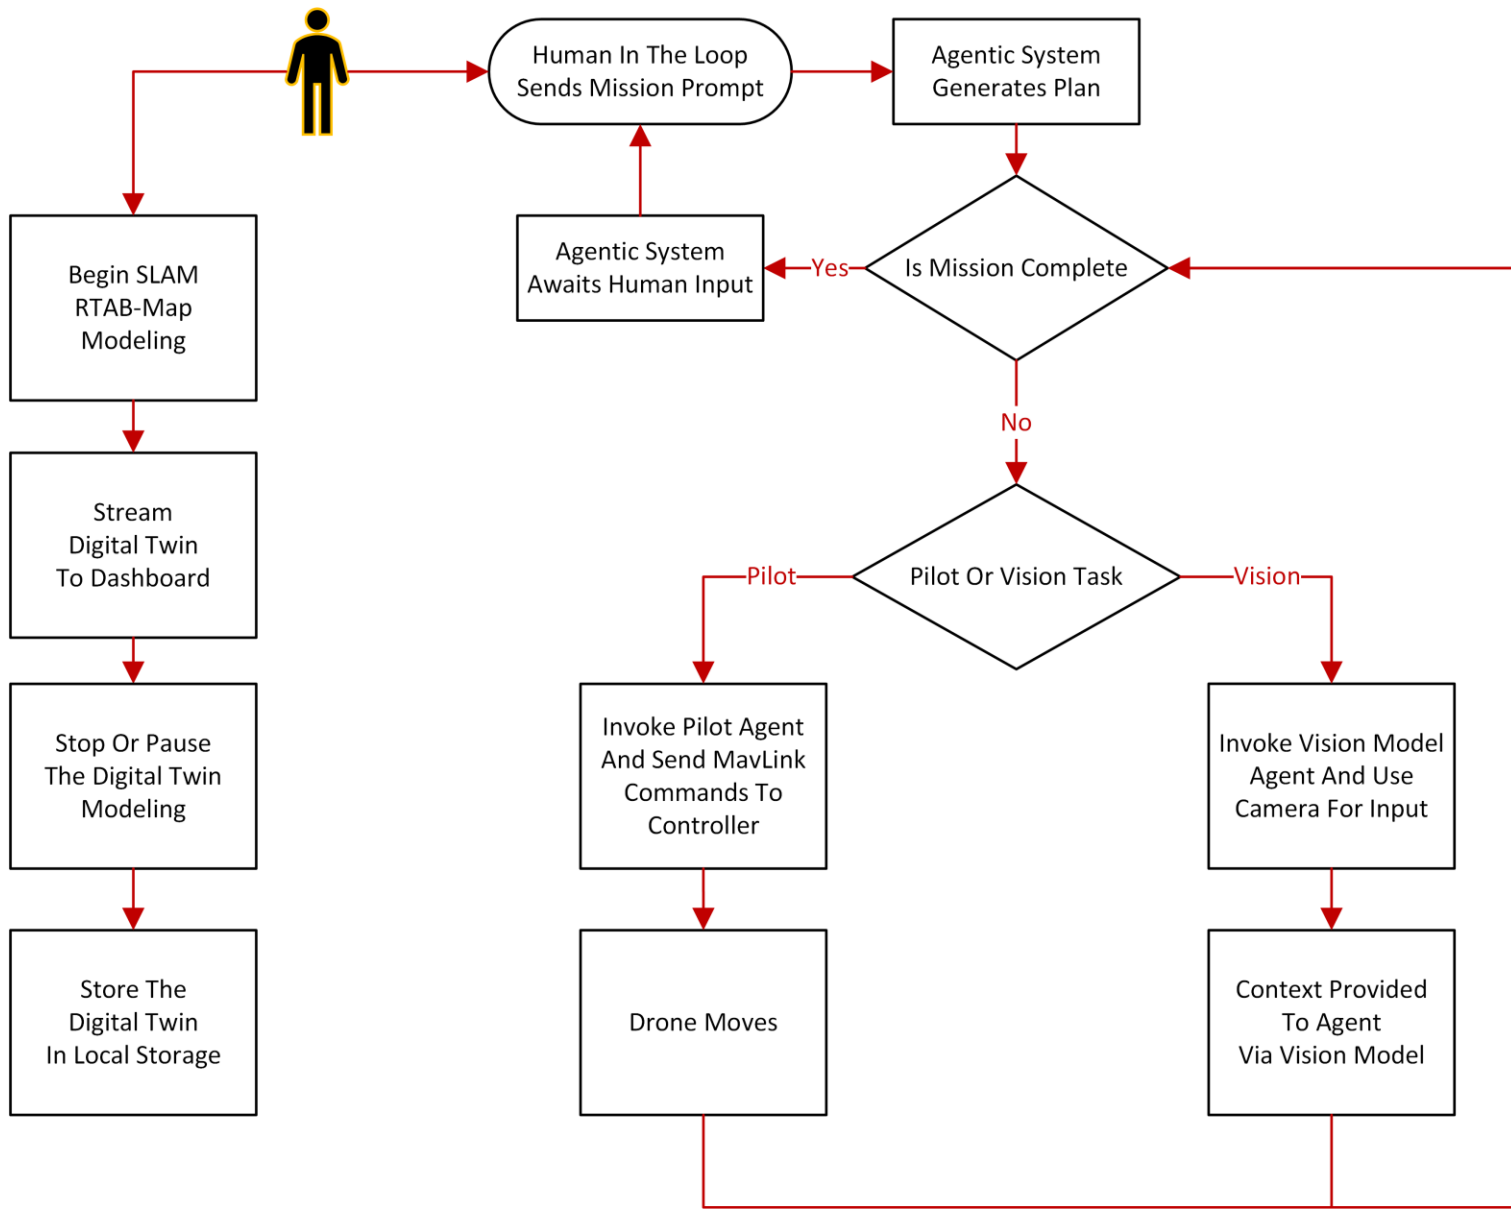 Human In The Loop
Sends Mission Prompt
Agentic System
Generates Plan
Begin SLAM
RTAB-Map
Modeling
Agentic System
Awaits Human Input
Yes
Is Mission Complete
No
Stream
Digital Twin
To Dashboard
Pilot
Pilot Or Vision Task
Vision
Stop Or Pause
The Digital Twin
Modeling
Invoke Pilot Agent
And Send MavLink
Commands To
Controller
Invoke Vision Model
Agent And Use
Camera For Input
Store The
Digital Twin
In Local Storage
Drone Moves
Context Provided
To Agent
Via Vision Model